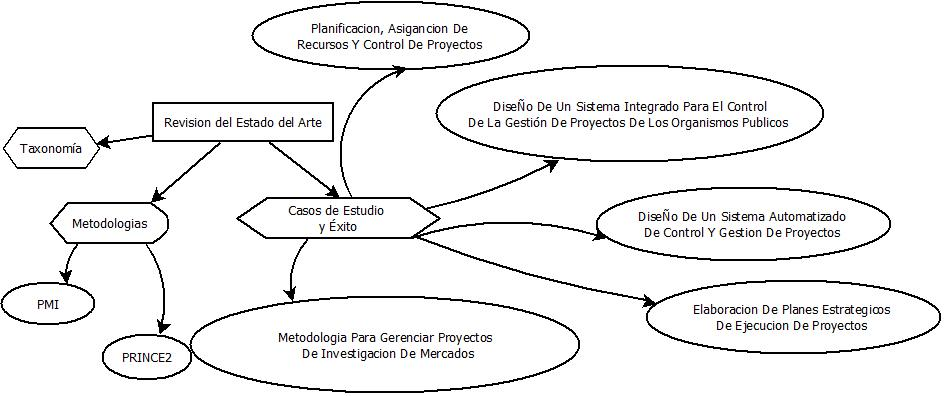 Planificacion, Asigancion De
Recursos Y Control De Proyectos
DiseÑo De Un Sistema Integrado Para El Control
De La Gestión De Proyectos De Los Organismos Publicos
Revision del Estado del Arte
Taxonomía
Metodologias
Casos de Estudio
y Éxito
DiseÑo De Un Sistema Automatizado
De Control Y Gestion De Proyectos
PMI
Elaboracion De Planes Estrategicos
De Ejecucion De Proyectos
PRINCE2
Metodologia Para Gerenciar Proyectos
De Investigacion De Mercados